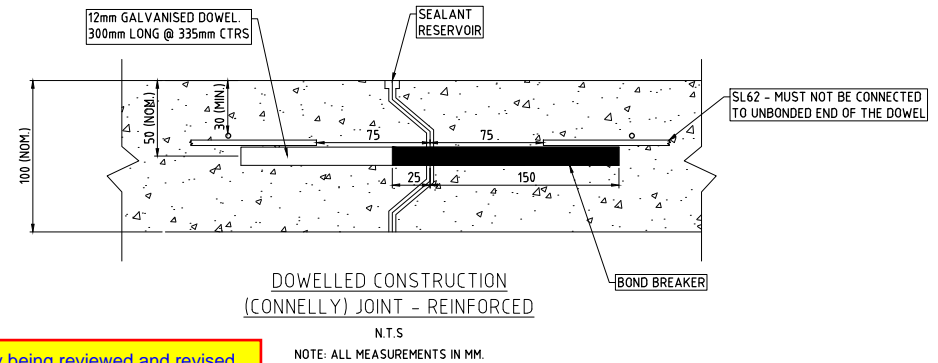 12mm GALVANISED DOWEL.
300mm LONG @ 335mm CTRS
SEALANT
RESERVOIR
SL62 - MUST NOT BE CONNECTED
TO UNBONDED END OF THE DOWEL
100 (NOM.)
50 (NOM.)
30 (MIN.)
75
75
25
150
BOND BREAKER
DOWELLED CONSTRUCTION
(CONNELLY) JOINT - REINFORCED
N.T.S
NOTE: ALL MEASUREMENTS IN MM.
being reviewed and revised